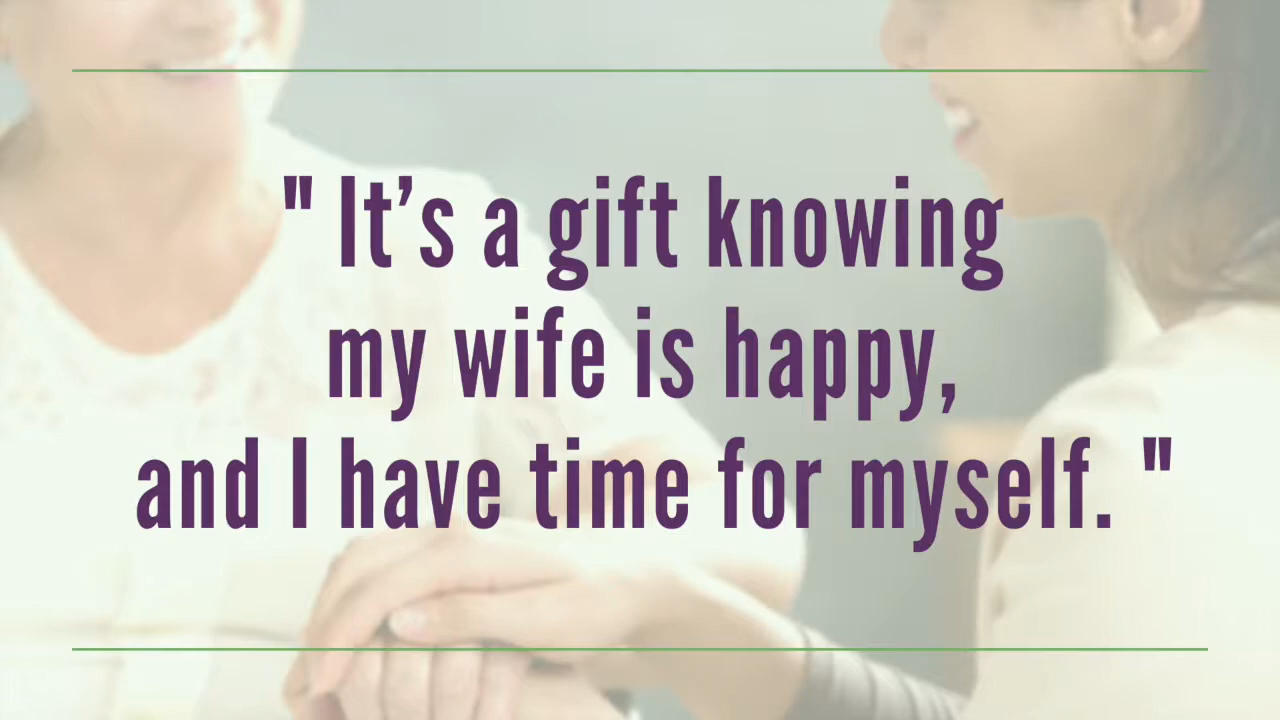 " It’s a gift knowing
my wife is happy,
and I have time for myself. "